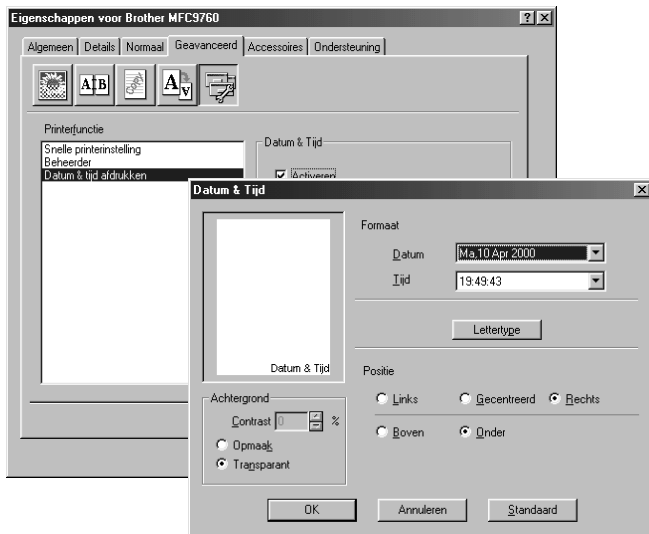 Eigenschappen voor Brother MFC9760
Algemeen Details Normaal Geavanceerd Accessoires Ondersteuning
A B Copy A A
Printerfunctie
Snelle printerinstelling
Beheerder
Datum & tijd afdrukken
Datum & Tijd
Activeren
Datum & Tijd
Datum & Tijd
Formaat
Datum Ma,10 Apr 2000
Tijd 19:49:43
Lettertype
Positie
Links Gecentreerd Rechts
Boven Onder
Achtergrond
Contrast 0 %
Opmaak
Transparant
OK Annuleren Standaard